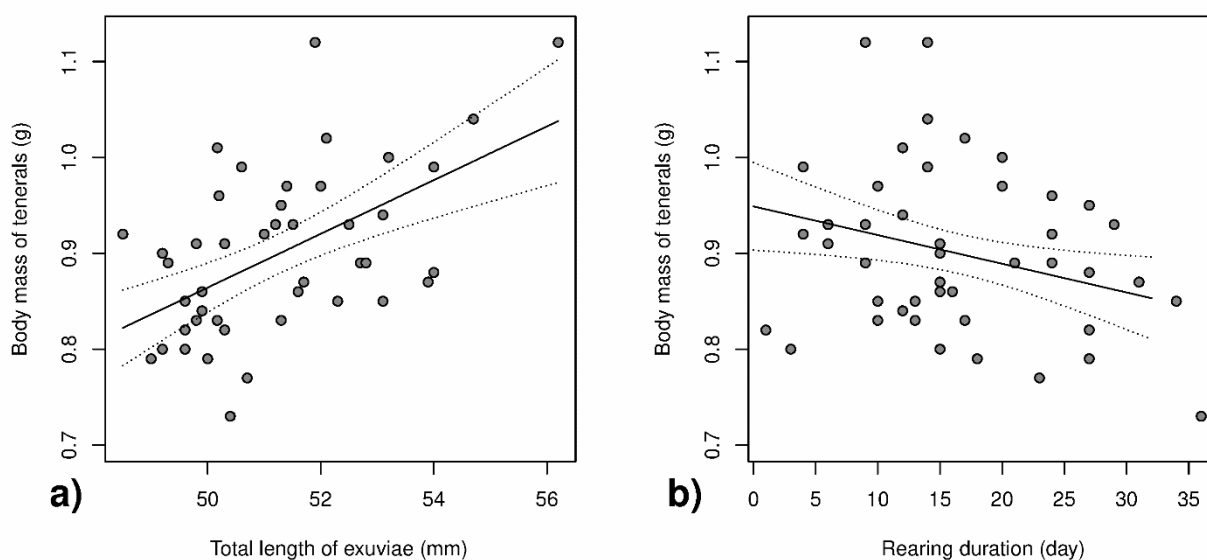 Body mass of tenerals (g)
1.1
1.0
0.9
0.8
0.7
50 52 54 56
a)
Total length of exuviae (mm)
Body mass of tenerals (g)
1.1
1.0
0.9
0.8
0.7
0 5 10 15 20 25 30 35
b)
Rearing duration (day)